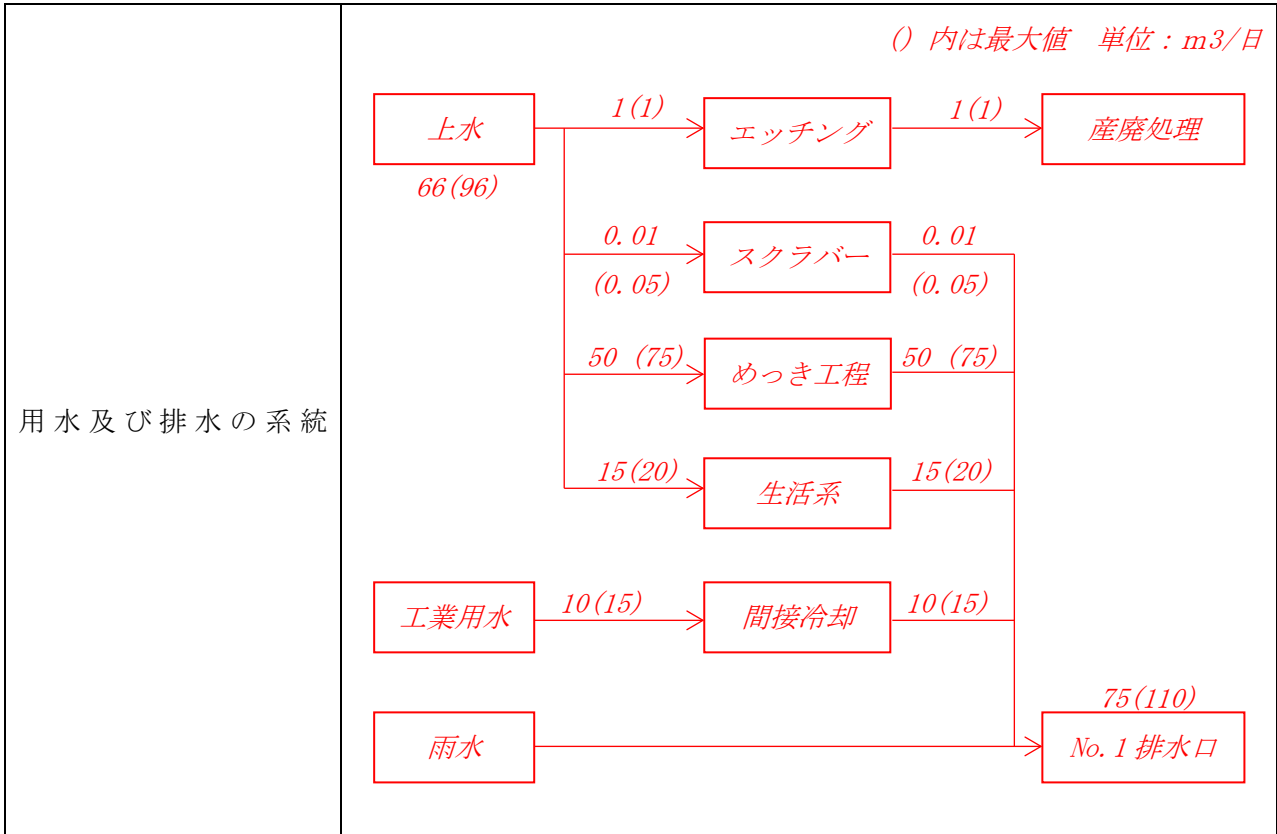 用水及び排水の系統
()内は最大値 単位：m3/日
上水
66(96)
1(1)
エッチング
1(1)
産廃処理
0.01
(0.05)
スクラバー
0.01
(0.05)
50 (75)
めっき工程
50 (75)
15(20)
生活系
15(20)
工業用水
10(15)
間接冷却
10(15)
雨水
75(110)
No.1排水口